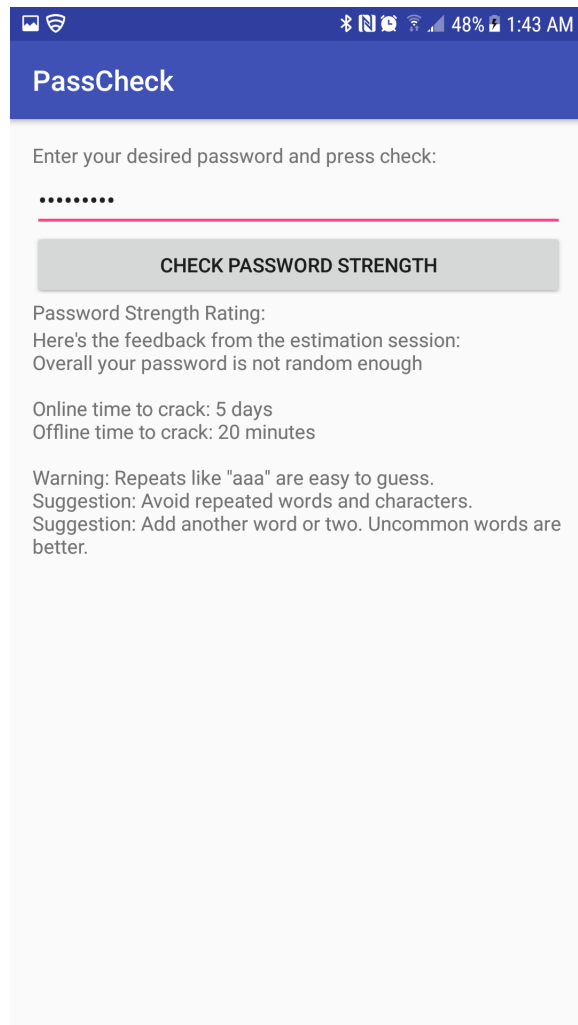 48% 1:43 AM
PassCheck
Enter your desired password and press check:
•••••••••
CHECK PASSWORD STRENGTH
Password Strength Rating:
Here's the feedback from the estimation session:
Overall your password is not random enough
Online time to crack: 5 days
Offline time to crack: 20 minutes
Warning: Repeats like "aaa" are easy to guess.
Suggestion: Avoid repeated words and characters.
Suggestion: Add another word or two. Uncommon words are
better.